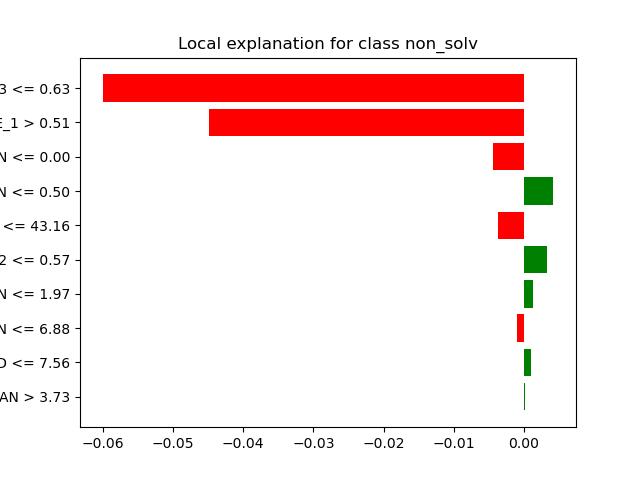 Local explanation for class non_solv
3 <= 0.63
E_1 > 0.51
N <= 0.00
N <= 0.50
<= 43.16
2 <= 0.57
N <= 1.97
N <= 6.88
D <= 7.56
AN > 3.73
−0.06 −0.05 −0.04 −0.03 −0.02 −0.01 0.00